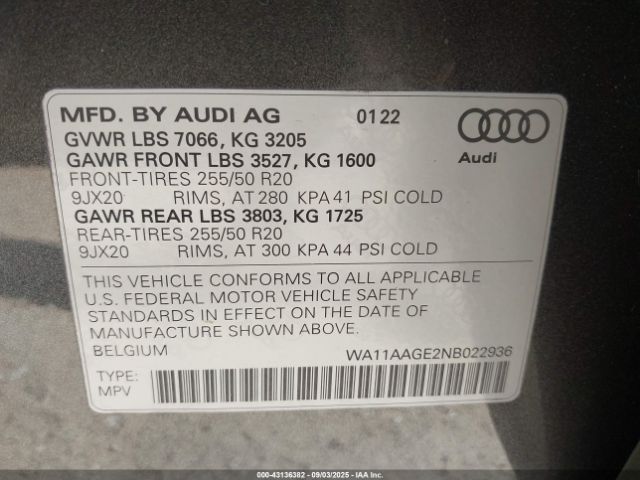 MFD. BY AUDI AG 01 22
GVWR LBS 7066, KG 3205
GAWR FRONT LBS 3527, KG 1600
FRONT-TIRES 255/50 R20
9JX20 RIMS, AT 280 KPA 41 PSI COLD
GAWR REAR LBS 3803, KG 1725
REAR-TIRES 255/50 R20
9JX20 RIMS, AT 300 KPA 44 PSI COLD
Audi
THIS VEHICLE CONFORMS TO ALL APPLICABLE
U.S. FEDERAL MOTOR VEHICLE SAFETY
STANDARDS IN EFFECT ON THE DATE OF
MANUFACTURE SHOWN ABOVE.
BELGIUM WA11AAGE2NB022936
TYPE:
MPV
000-43136382 - 09/03/2025 - IAA Inc.